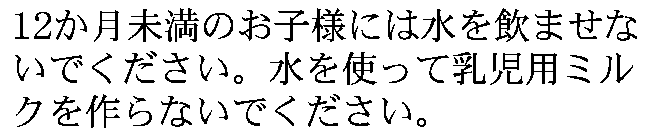 12か月未満のお子様には水を飲ませな
いでください。水を使って乳児用ミル
クを作らないでください。